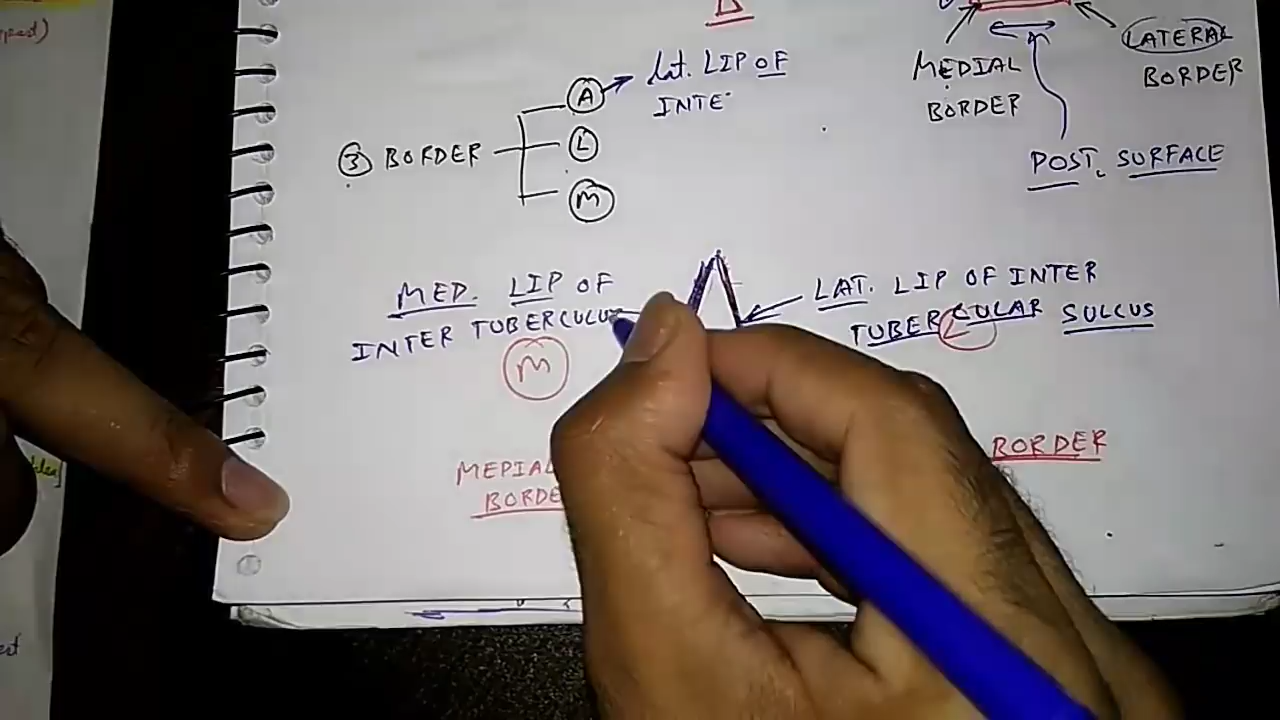 B
LATERAL
BORDER
MEDIAL
BORDER
POST. SURFACE
Lat. LIP OF
INTE
③ BORDER
A
L
M
MED. LIP OF
INTER TUBERCULU
M
LAT. LIP OF INTER
TUBERCULAR SULCUS
L
MEDIAL
BORDE
BORDER